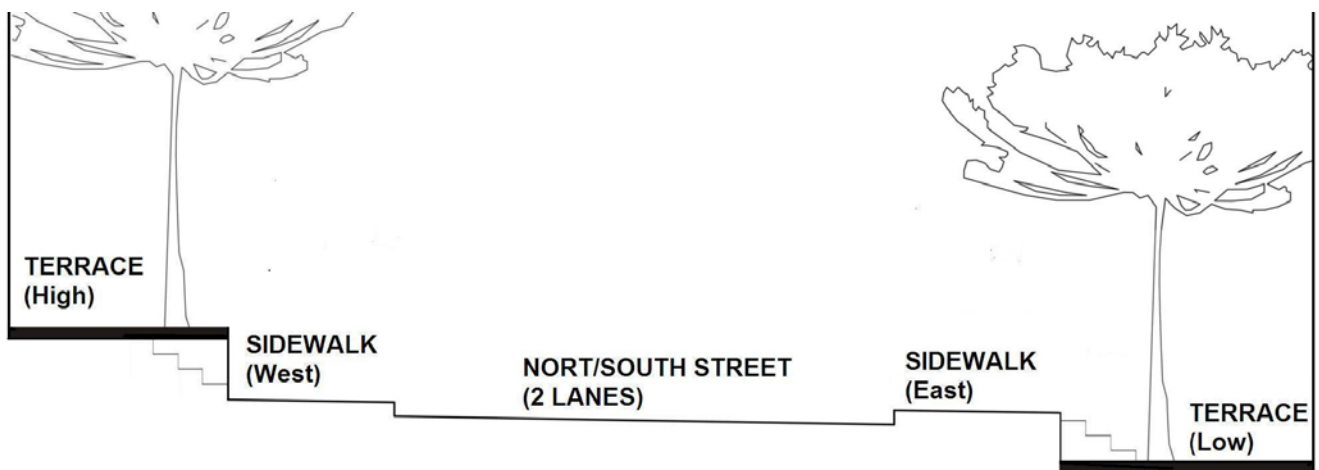 TERRACE
(High)
SIDEWALK
(West)
NORT/SOUTH STREET
(2 LANES)
SIDEWALK
(East)
TERRACE
(Low)